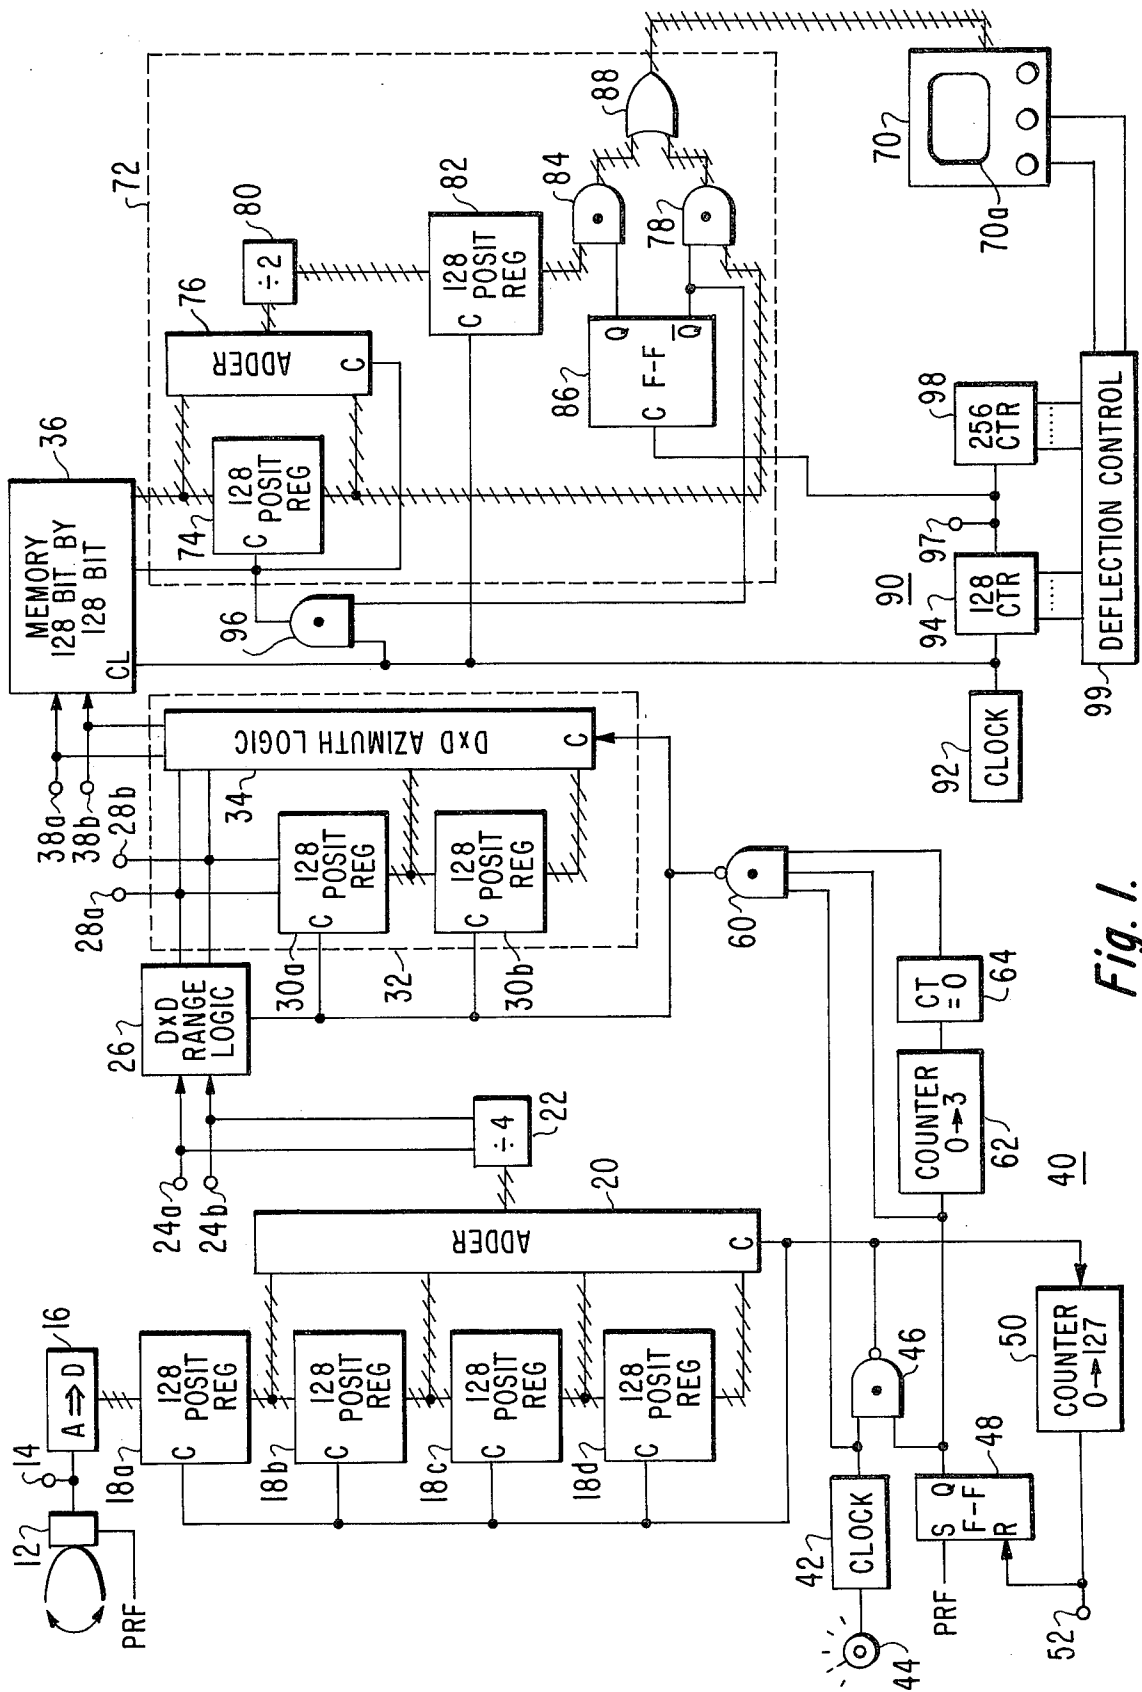 12
14
16
A⇒D
PRF
18a
128
POSIT
REG
C
18b
128
POSIT
REG
C
18c
128
POSIT
REG
C
18d
128
POSIT
REG
C
ADDER
C
20
÷4
22
24a
24b
26
DxD
RANGE
LOGIC
28a
28b
30a
128
POSIT
REG
C
30b
128
POSIT
REG
C
32
34
DxD AZIMUTH LOGIC
C
38a
38b
36
MEMORY
128 BIT BY
128 BIT
CL
72
74
128
POSIT
REG
C
76
ADDER
C
80
÷2
82
128
POSIT
REG
C
84
78
86
Q
C F-F
Q̅
88
70
70a
96
90
92
CLOCK
94
128
CTR
97
98
256
CTR
99
DEFLECTION CONTROL
42
CLOCK
44
46
PRF
S Q
F-F
R
48
50
COUNTER
0→127
52
40
60
62
COUNTER
0→3
64
CT
=0
Fig. 1.